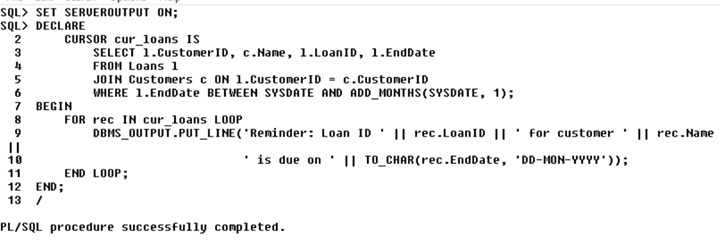 SQL> SET SERVEROUTPUT ON;
SQL> DECLARE
  2      CURSOR cur_loans IS
  3          SELECT l.CustomerID, c.Name, l.LoanID, l.EndDate
  4          FROM Loans l
  5          JOIN Customers c ON l.CustomerID = c.CustomerID
  6          WHERE l.EndDate BETWEEN SYSDATE AND ADD_MONTHS(SYSDATE, 1);
  7  BEGIN
  8      FOR rec IN cur_loans LOOP
  9          DBMS_OUTPUT.PUT_LINE('Reminder: Loan ID ' || rec.LoanID || ' for customer ' || rec.Name
||
 10                               ' is due on ' || TO_CHAR(rec.EndDate, 'DD-MON-YYYY'));
 11      END LOOP;
 12  END;
 13  /
PL/SQL procedure successfully completed.